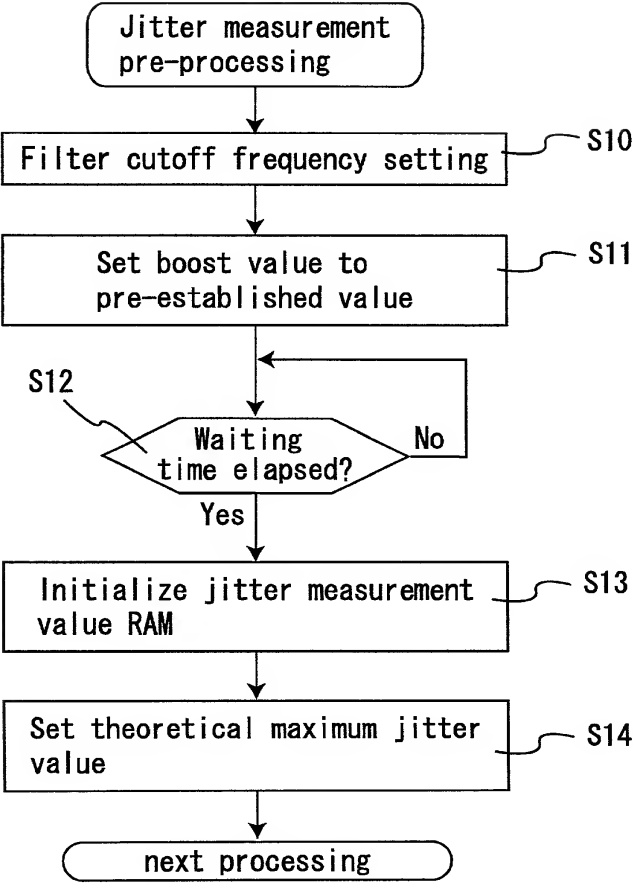 Jitter measurement
pre-processing
Filter cutoff frequency setting
S10
Set boost value to
pre-established value
S11
S12
Waiting
time elapsed?
No
Yes
Initialize jitter measurement
value RAM
S13
Set theoretical maximum jitter
value
S14
next processing